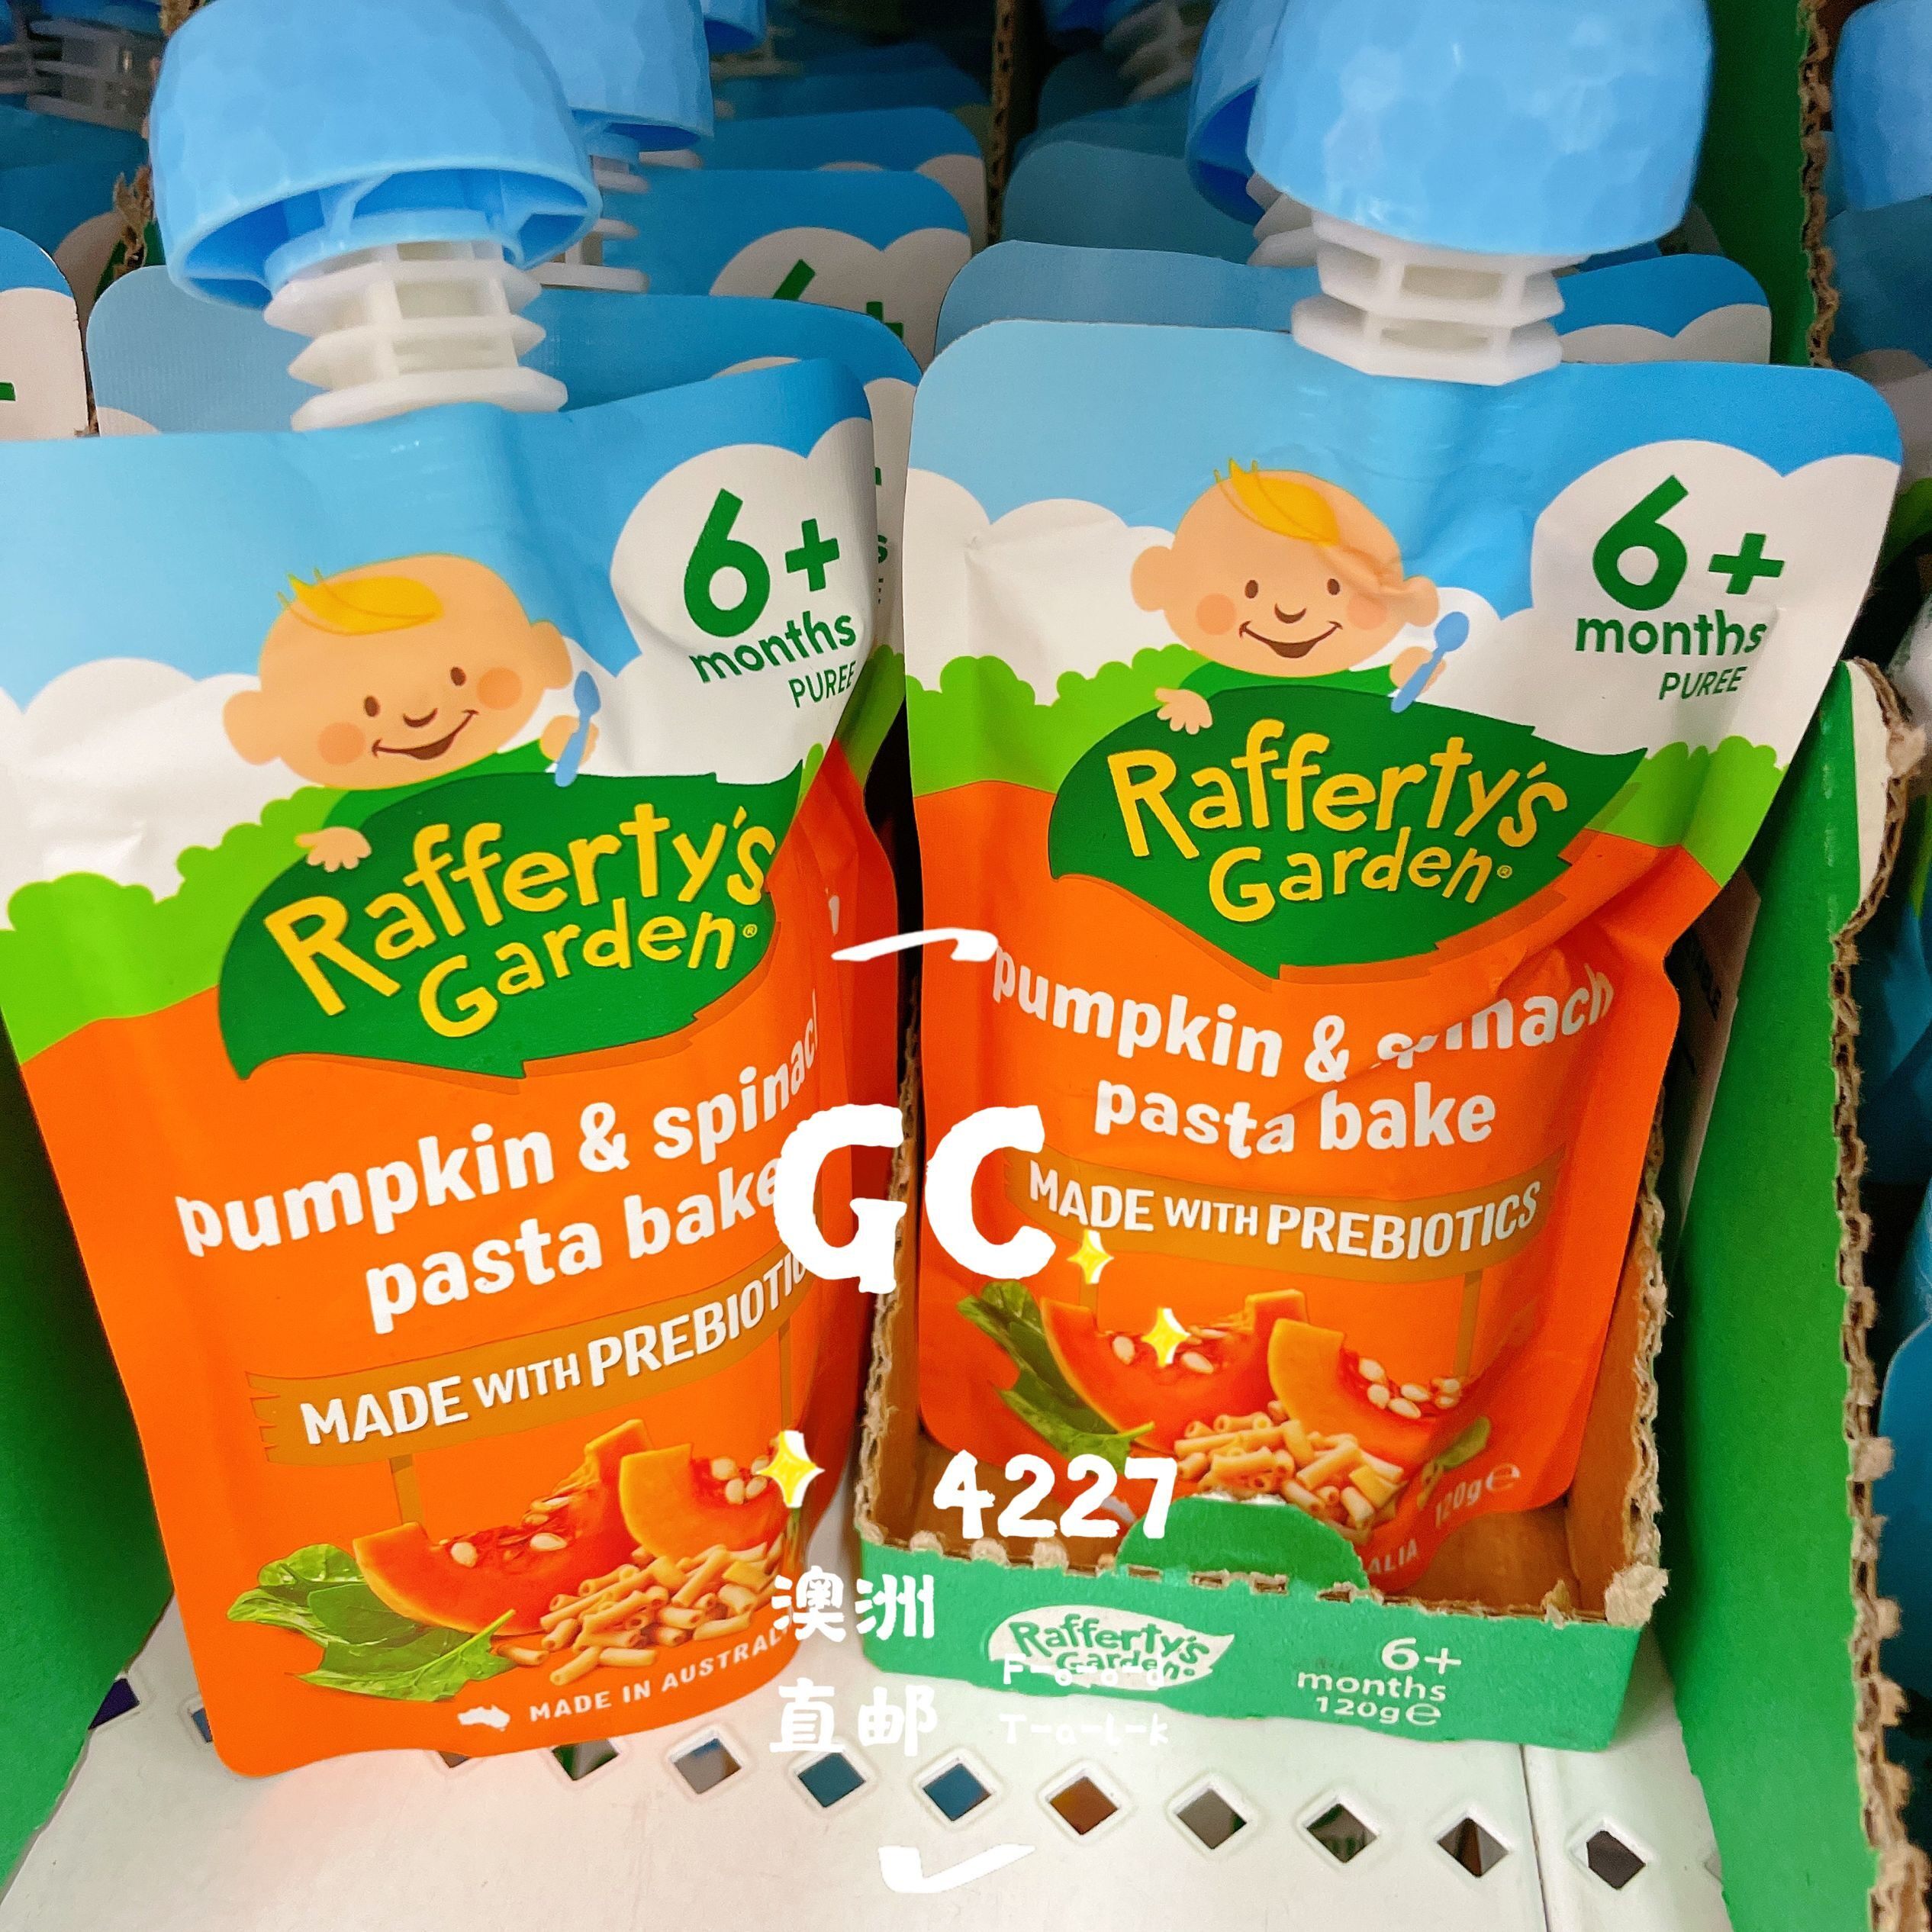 6+
months
PUREE
Rafferty's
Garden®
pumpkin & spinach
pasta bake
MADE WITH PREBIOTICS
MADE IN AUSTRAL
6+
months
PUREE
Rafferty's
Garden®
pumpkin & spinach
pasta bake
MADE WITH PREBIOTICS
120g℮
ALIA
GC
4227
澳洲
直邮
F-o-o-d
T-a-l-k
Rafferty's
Garden®
6+
months
120g℮